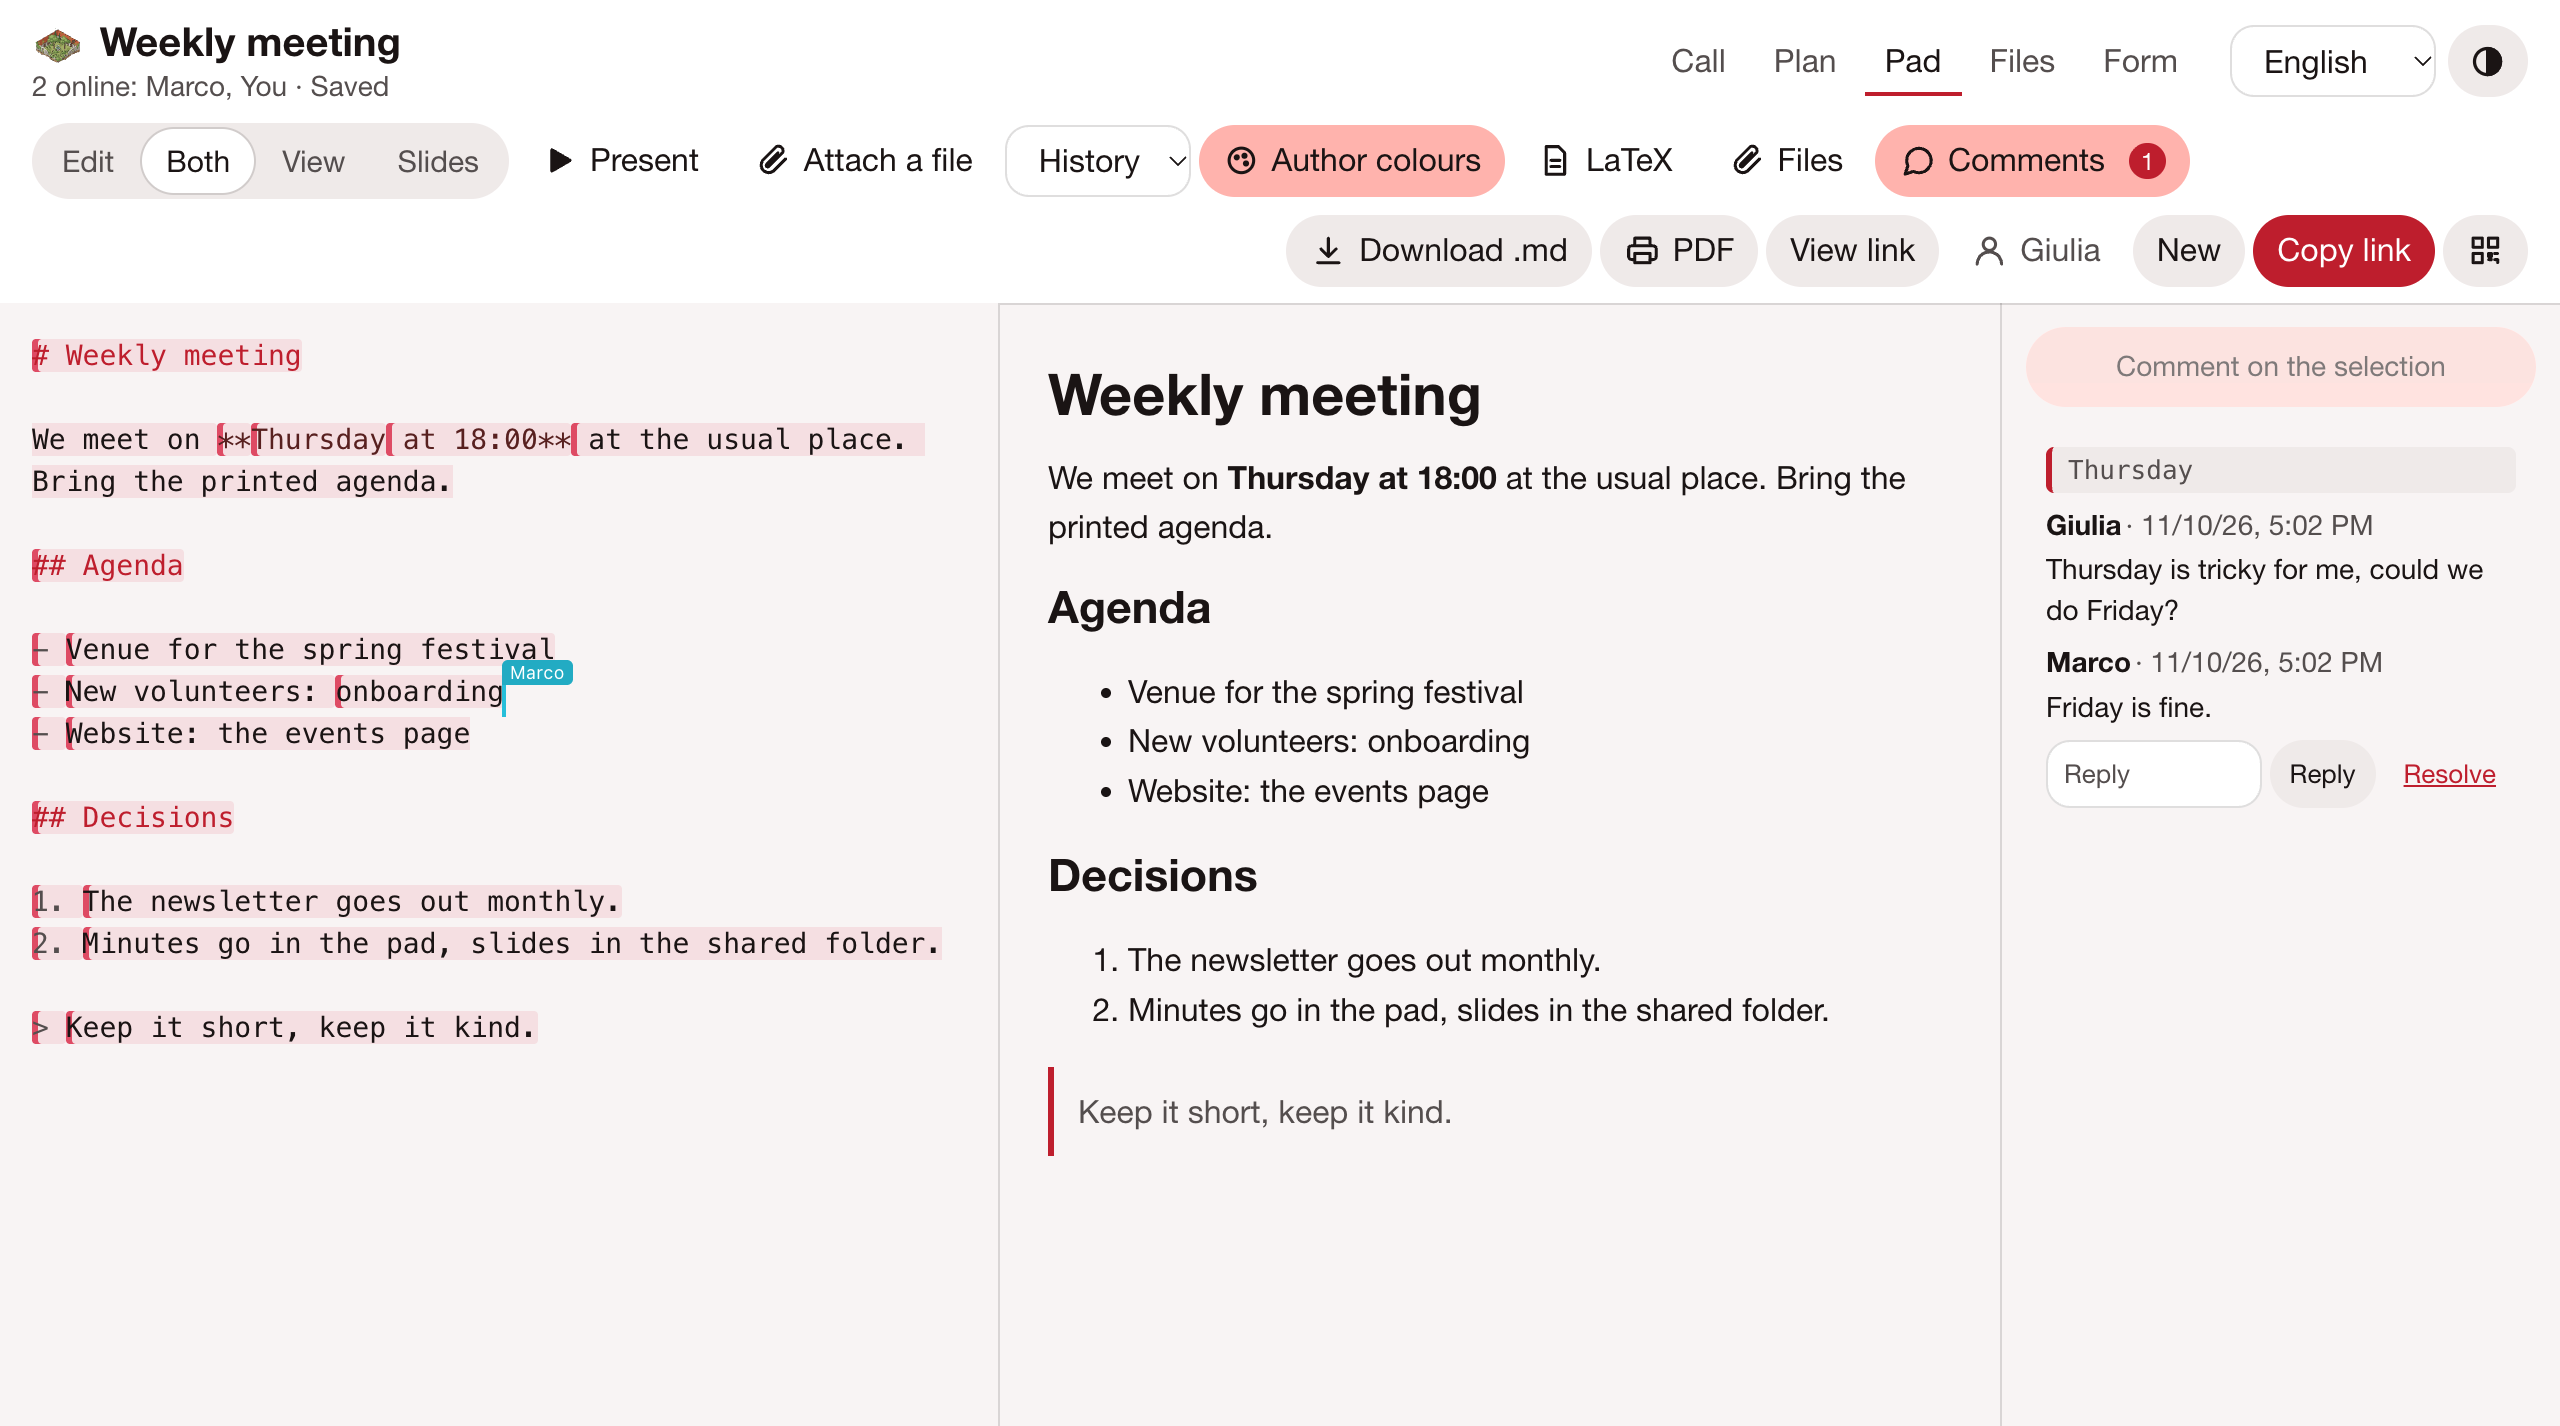 Weekly meeting
2 online: Marco, You · Saved
Call Plan Pad Files Form English
Edit Both View Slides Present Attach a file History Author colours LaTeX Files Comments 1
Download .md PDF View link Giulia New Copy link
# Weekly meeting
We meet on **Thursday at 18:00** at the usual place.
Bring the printed agenda.
## Agenda
- Venue for the spring festival
Marco
- New volunteers: onboarding
- Website: the events page
## Decisions
1. The newsletter goes out monthly.
2. Minutes go in the pad, slides in the shared folder.
> Keep it short, keep it kind.
Weekly meeting
We meet on Thursday at 18:00 at the usual place. Bring the
printed agenda.
Agenda
• Venue for the spring festival
• New volunteers: onboarding
• Website: the events page
Decisions
1. The newsletter goes out monthly.
2. Minutes go in the pad, slides in the shared folder.
Keep it short, keep it kind.
Comment on the selection
Thursday
Giulia · 11/10/26, 5:02 PM
Thursday is tricky for me, could we
do Friday?
Marco · 11/10/26, 5:02 PM
Friday is fine.
Reply Reply Resolve